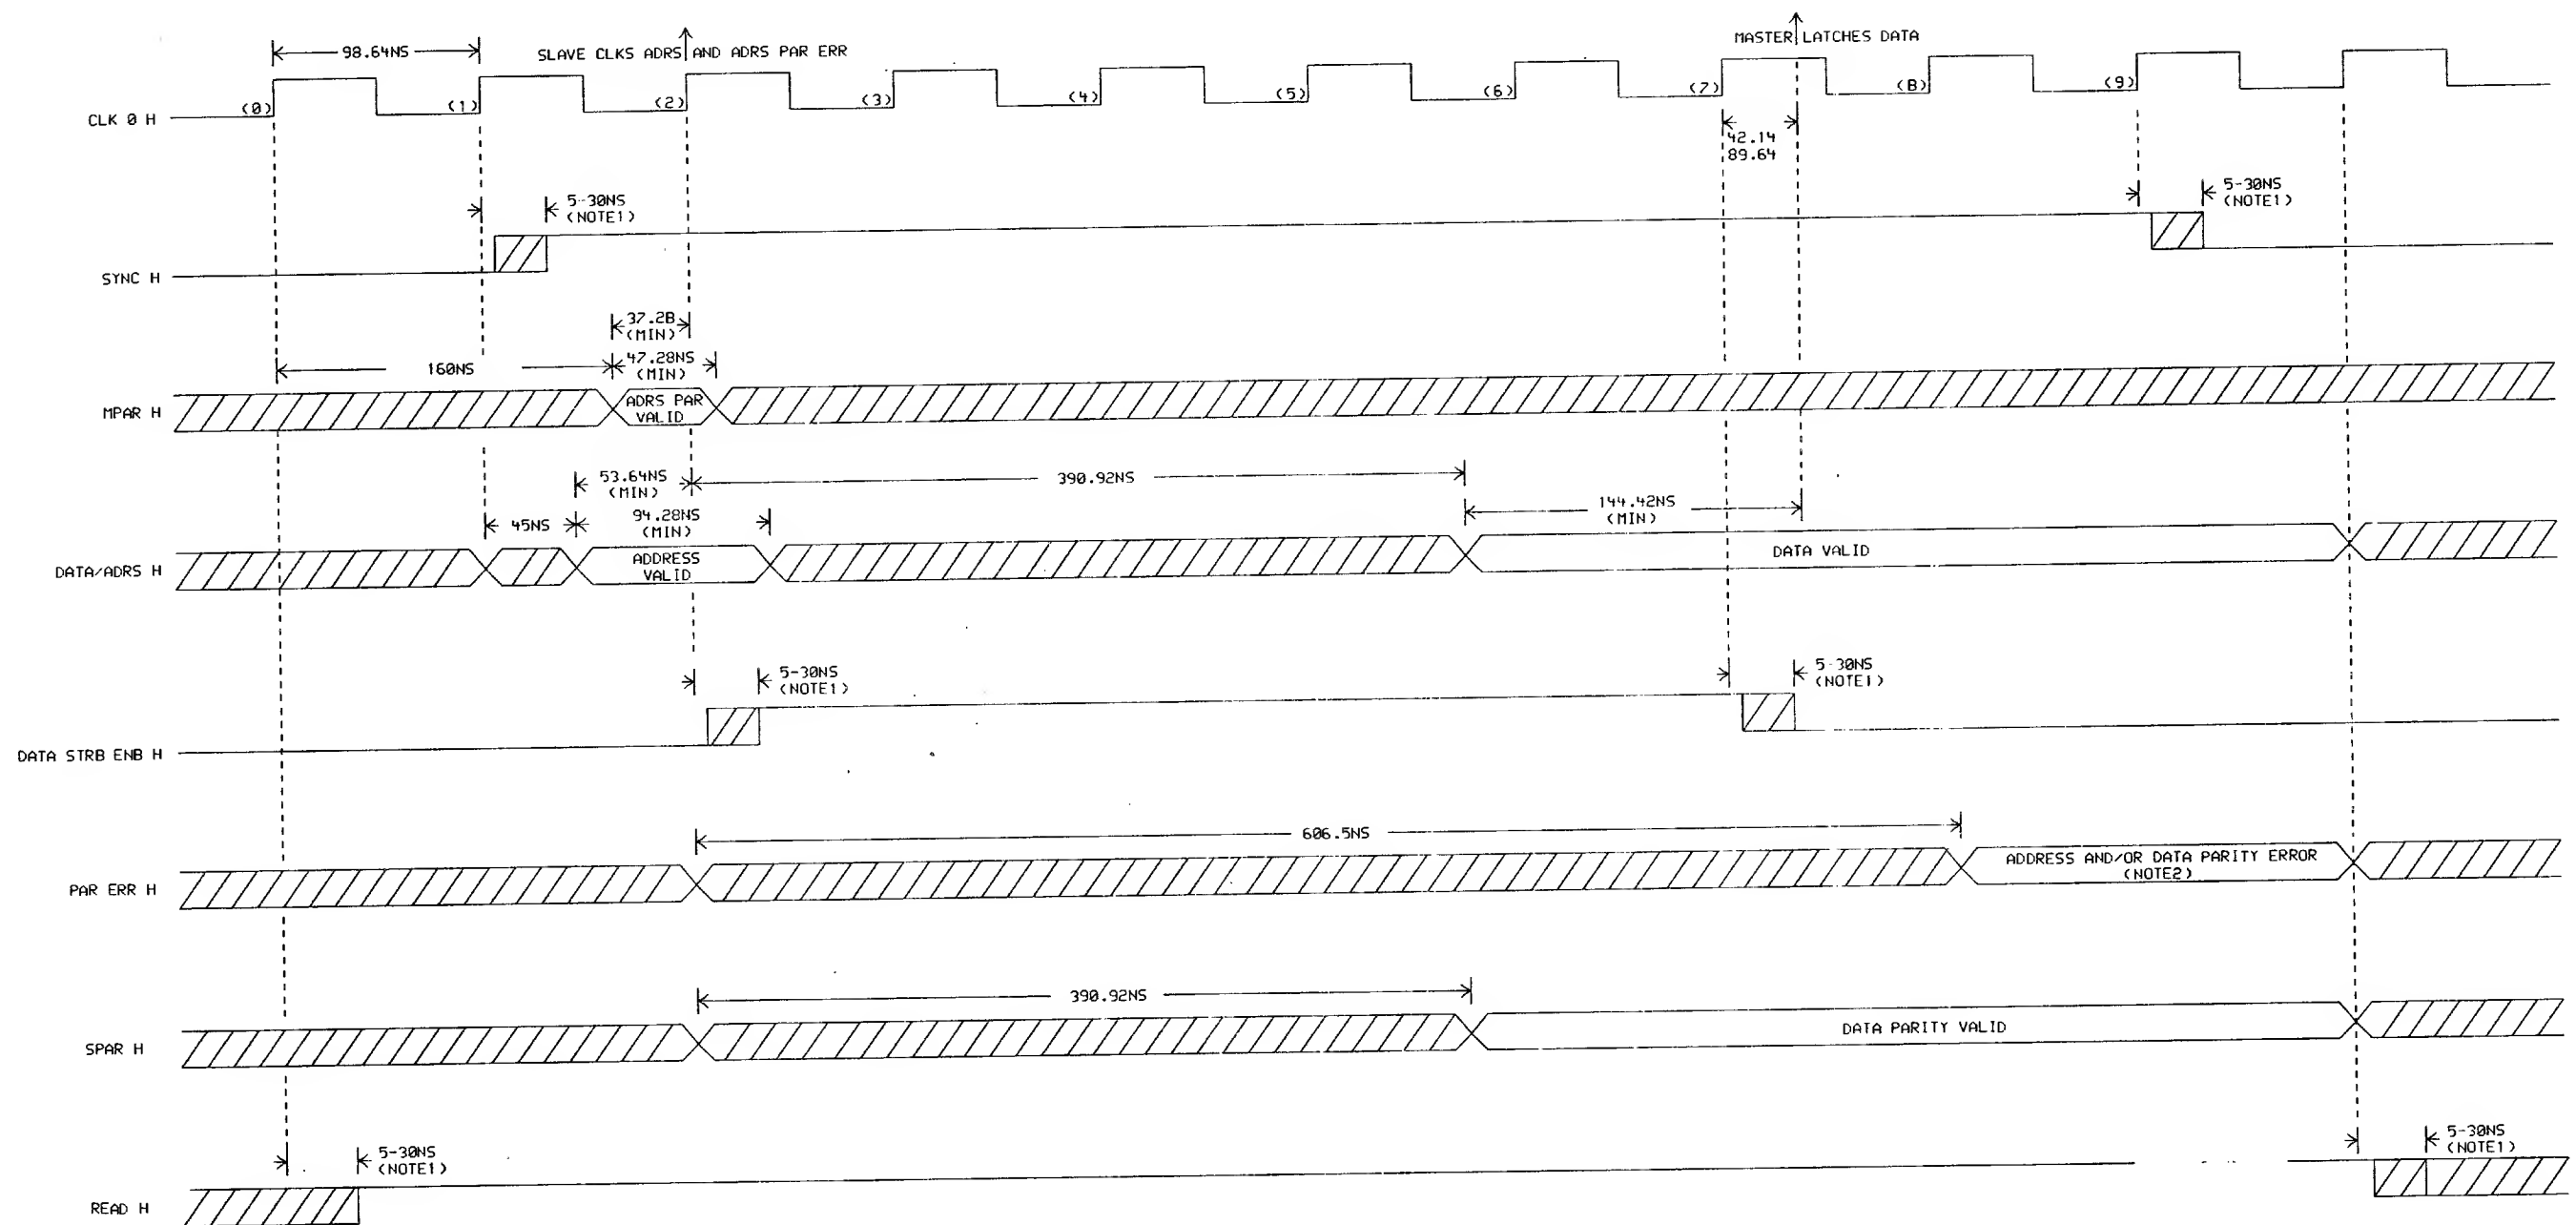 98.64NS
SLAVE CLKS ADRS AND ADRS PAR ERR
MASTER LATCHES DATA
CLK 0 H
(0)
(1)
(2)
(3)
(4)
(5)
(6)
(7)
(8)
(9)
42.14
89.64
5-30NS
(NOTE1)
5-30NS
(NOTE1)
SYNC H
37.28
(MIN)
160NS
47.28NS
(MIN)
MPAR H
ADRS PAR
VALID
53.64NS
(MIN)
390.92NS
45NS
94.28NS
(MIN)
144.42NS
(MIN)
DATA/ADRS H
ADDRESS
VALID
DATA VALID
5-30NS
(NOTE1)
5-30NS
(NOTE1)
DATA STRB ENB H
606.5NS
PAR ERR H
ADDRESS AND/OR DATA PARITY ERROR
(NOTE2)
390.92NS
SPAR H
DATA PARITY VALID
5-30NS
(NOTE1)
5-30NS
(NOTE1)
READ H